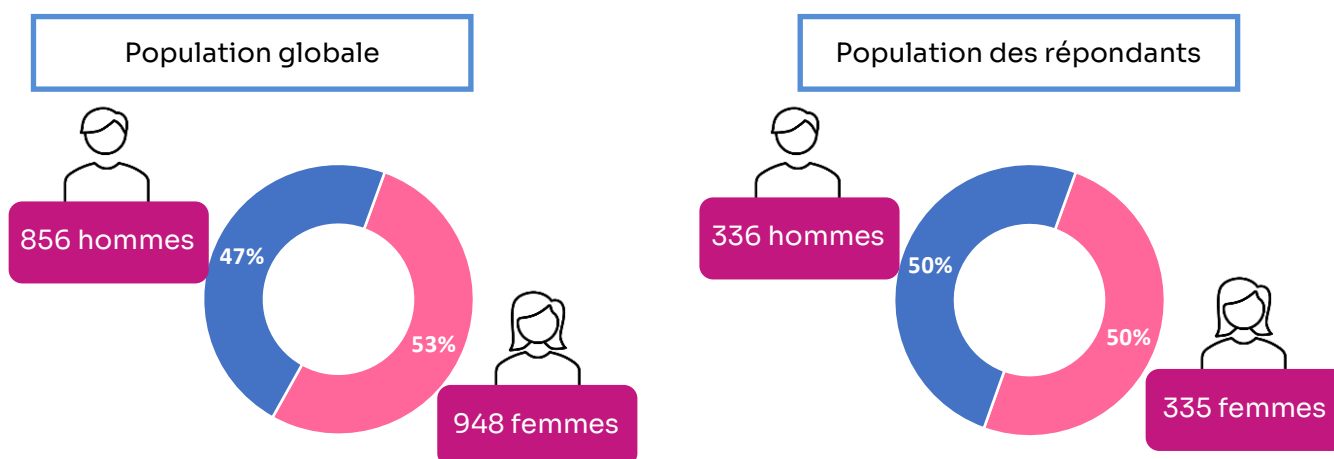 Population globale
856 hommes
47%
53%
948 femmes
Population des répondants
336 hommes
50%
50%
335 femmes